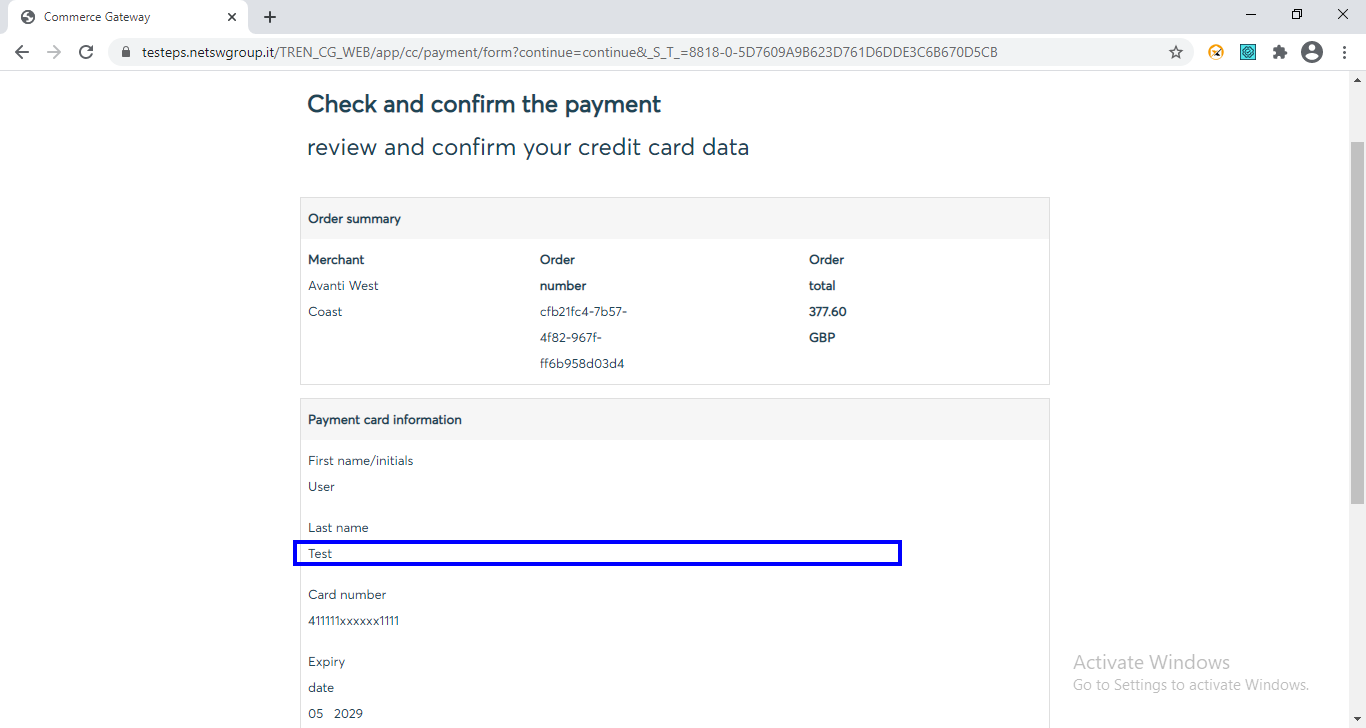 Commerce Gateway
testeps.netswgroup.it/TREN_CG_WEB/app/cc/payment/form?continue=continue&_S_T_=8818-0-5D7609A9B623D761D6DDE3C6B670D5CB
Check and confirm the payment
review and confirm your credit card data
Order summary
Merchant
Avanti West
Coast
Order
number
cfb21fc4-7b57-
4f82-967f-
ff6b958d03d4
Order
total
377.60
GBP
Payment card information
First name/initials
User
Last name
Test
Card number
411111xxxxxx1111
Expiry
date
05 2029
Activate Windows
Go to Settings to activate Windows.